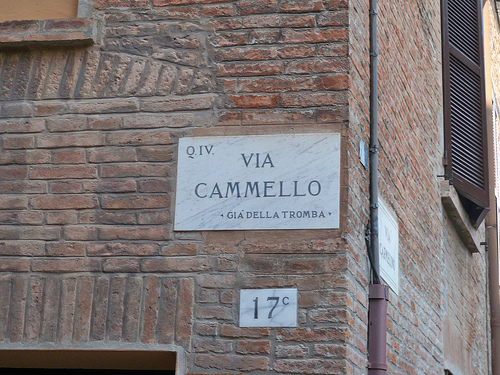 Q.IV.
VIA
CAMMELLO
• GIA' DELLA TROMBA •
17C